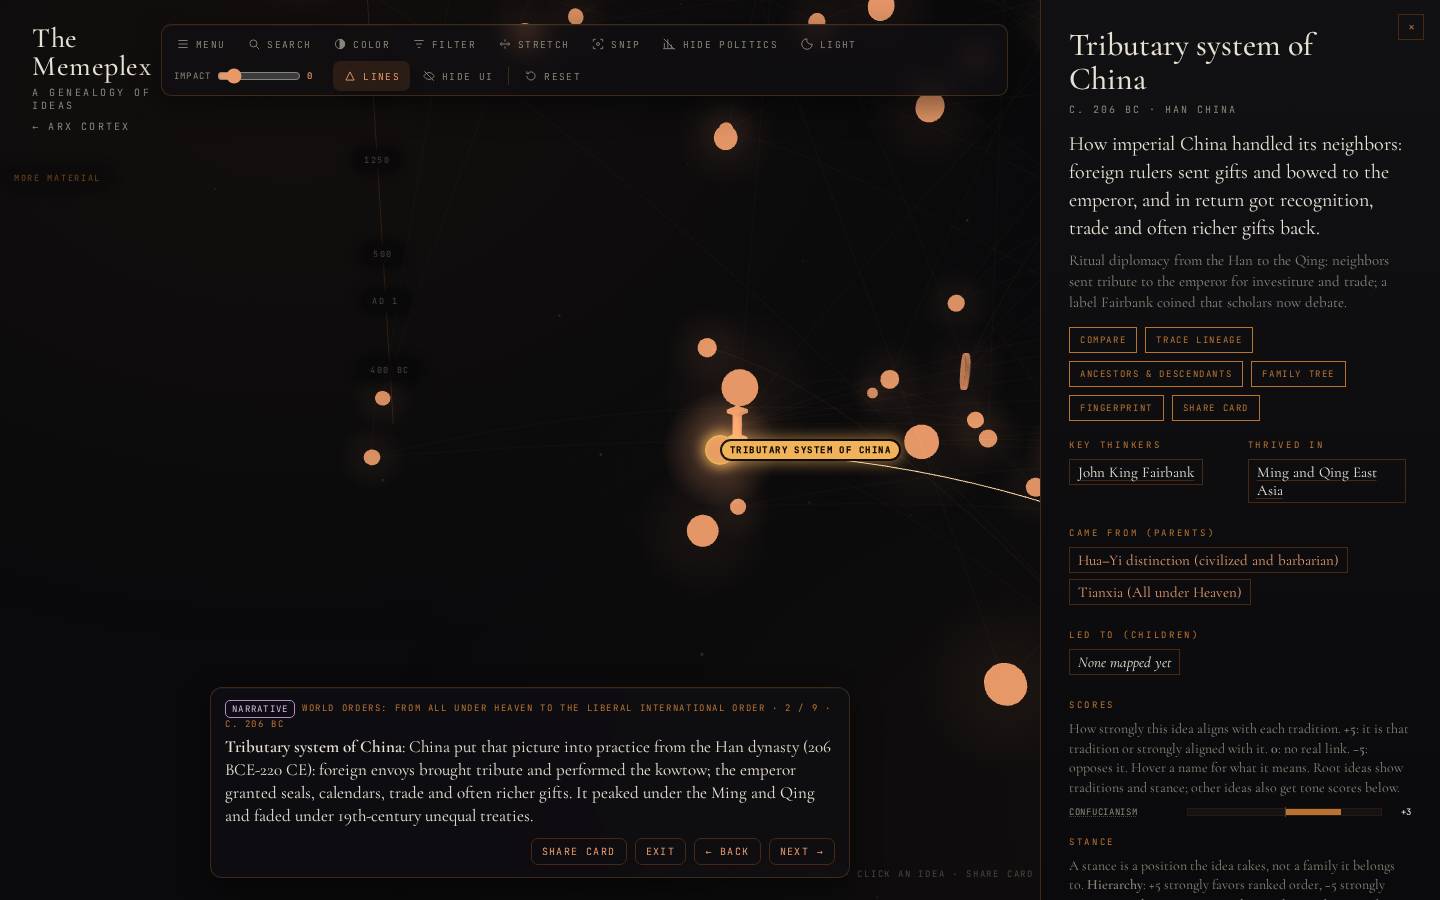 The
Memeplex
A GENEALOGY OF
IDEAS
← ARX CORTEX
MORE MATERIAL
MENU
SEARCH
COLOR
FILTER
STRETCH
SNIP
HIDE POLITICS
LIGHT
IMPACT
0
LINES
HIDE UI
RESET
1250
500
AD 1
400 BC
TRIBUTARY SYSTEM OF CHINA
NARRATIVE WORLD ORDERS: FROM ALL UNDER HEAVEN TO THE LIBERAL INTERNATIONAL ORDER · 2 / 9 ·
C. 206 BC
Tributary system of China: China put that picture into practice from the Han dynasty (206
BCE-220 CE): foreign envoys brought tribute and performed the kowtow; the emperor
granted seals, calendars, trade and often richer gifts. It peaked under the Ming and Qing
and faded under 19th-century unequal treaties.
SHARE CARD
EXIT
← BACK
NEXT →
CLICK AN IDEA · SHARE CARD
×
Tributary system of
China
C. 206 BC · HAN CHINA
How imperial China handled its neighbors:
foreign rulers sent gifts and bowed to the
emperor, and in return got recognition,
trade and often richer gifts back.
Ritual diplomacy from the Han to the Qing: neighbors
sent tribute to the emperor for investiture and trade; a
label Fairbank coined that scholars now debate.
COMPARE
TRACE LINEAGE
ANCESTORS & DESCENDANTS
FAMILY TREE
FINGERPRINT
SHARE CARD
KEY THINKERS
John King Fairbank
THRIVED IN
Ming and Qing East
Asia
CAME FROM (PARENTS)
Hua–Yi distinction (civilized and barbarian)
Tianxia (All under Heaven)
LED TO (CHILDREN)
None mapped yet
SCORES
How strongly this idea aligns with each tradition. +5: it is that
tradition or strongly aligned with it. 0: no real link. −5:
opposes it. Hover a name for what it means. Root ideas show
traditions and stance; other ideas also get tone scores below.
CONFUCIANISM
+3
STANCE
A stance is a position the idea takes, not a family it belongs
to. Hierarchy: +5 strongly favors ranked order, −5 strongly